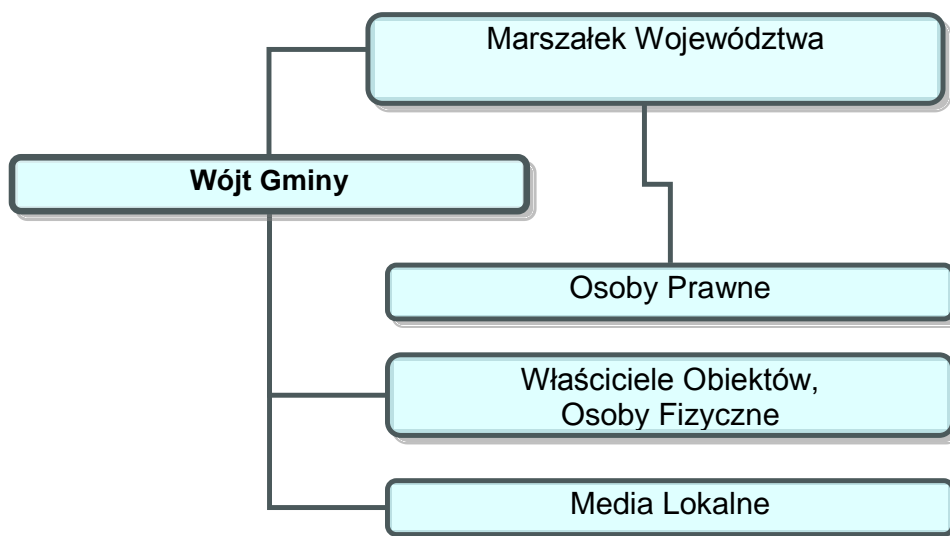 Marszałek Województwa
Wójt Gminy
Osoby Prawne
Właściciele Obiektów,
Osoby Fizyczne
Media Lokalne